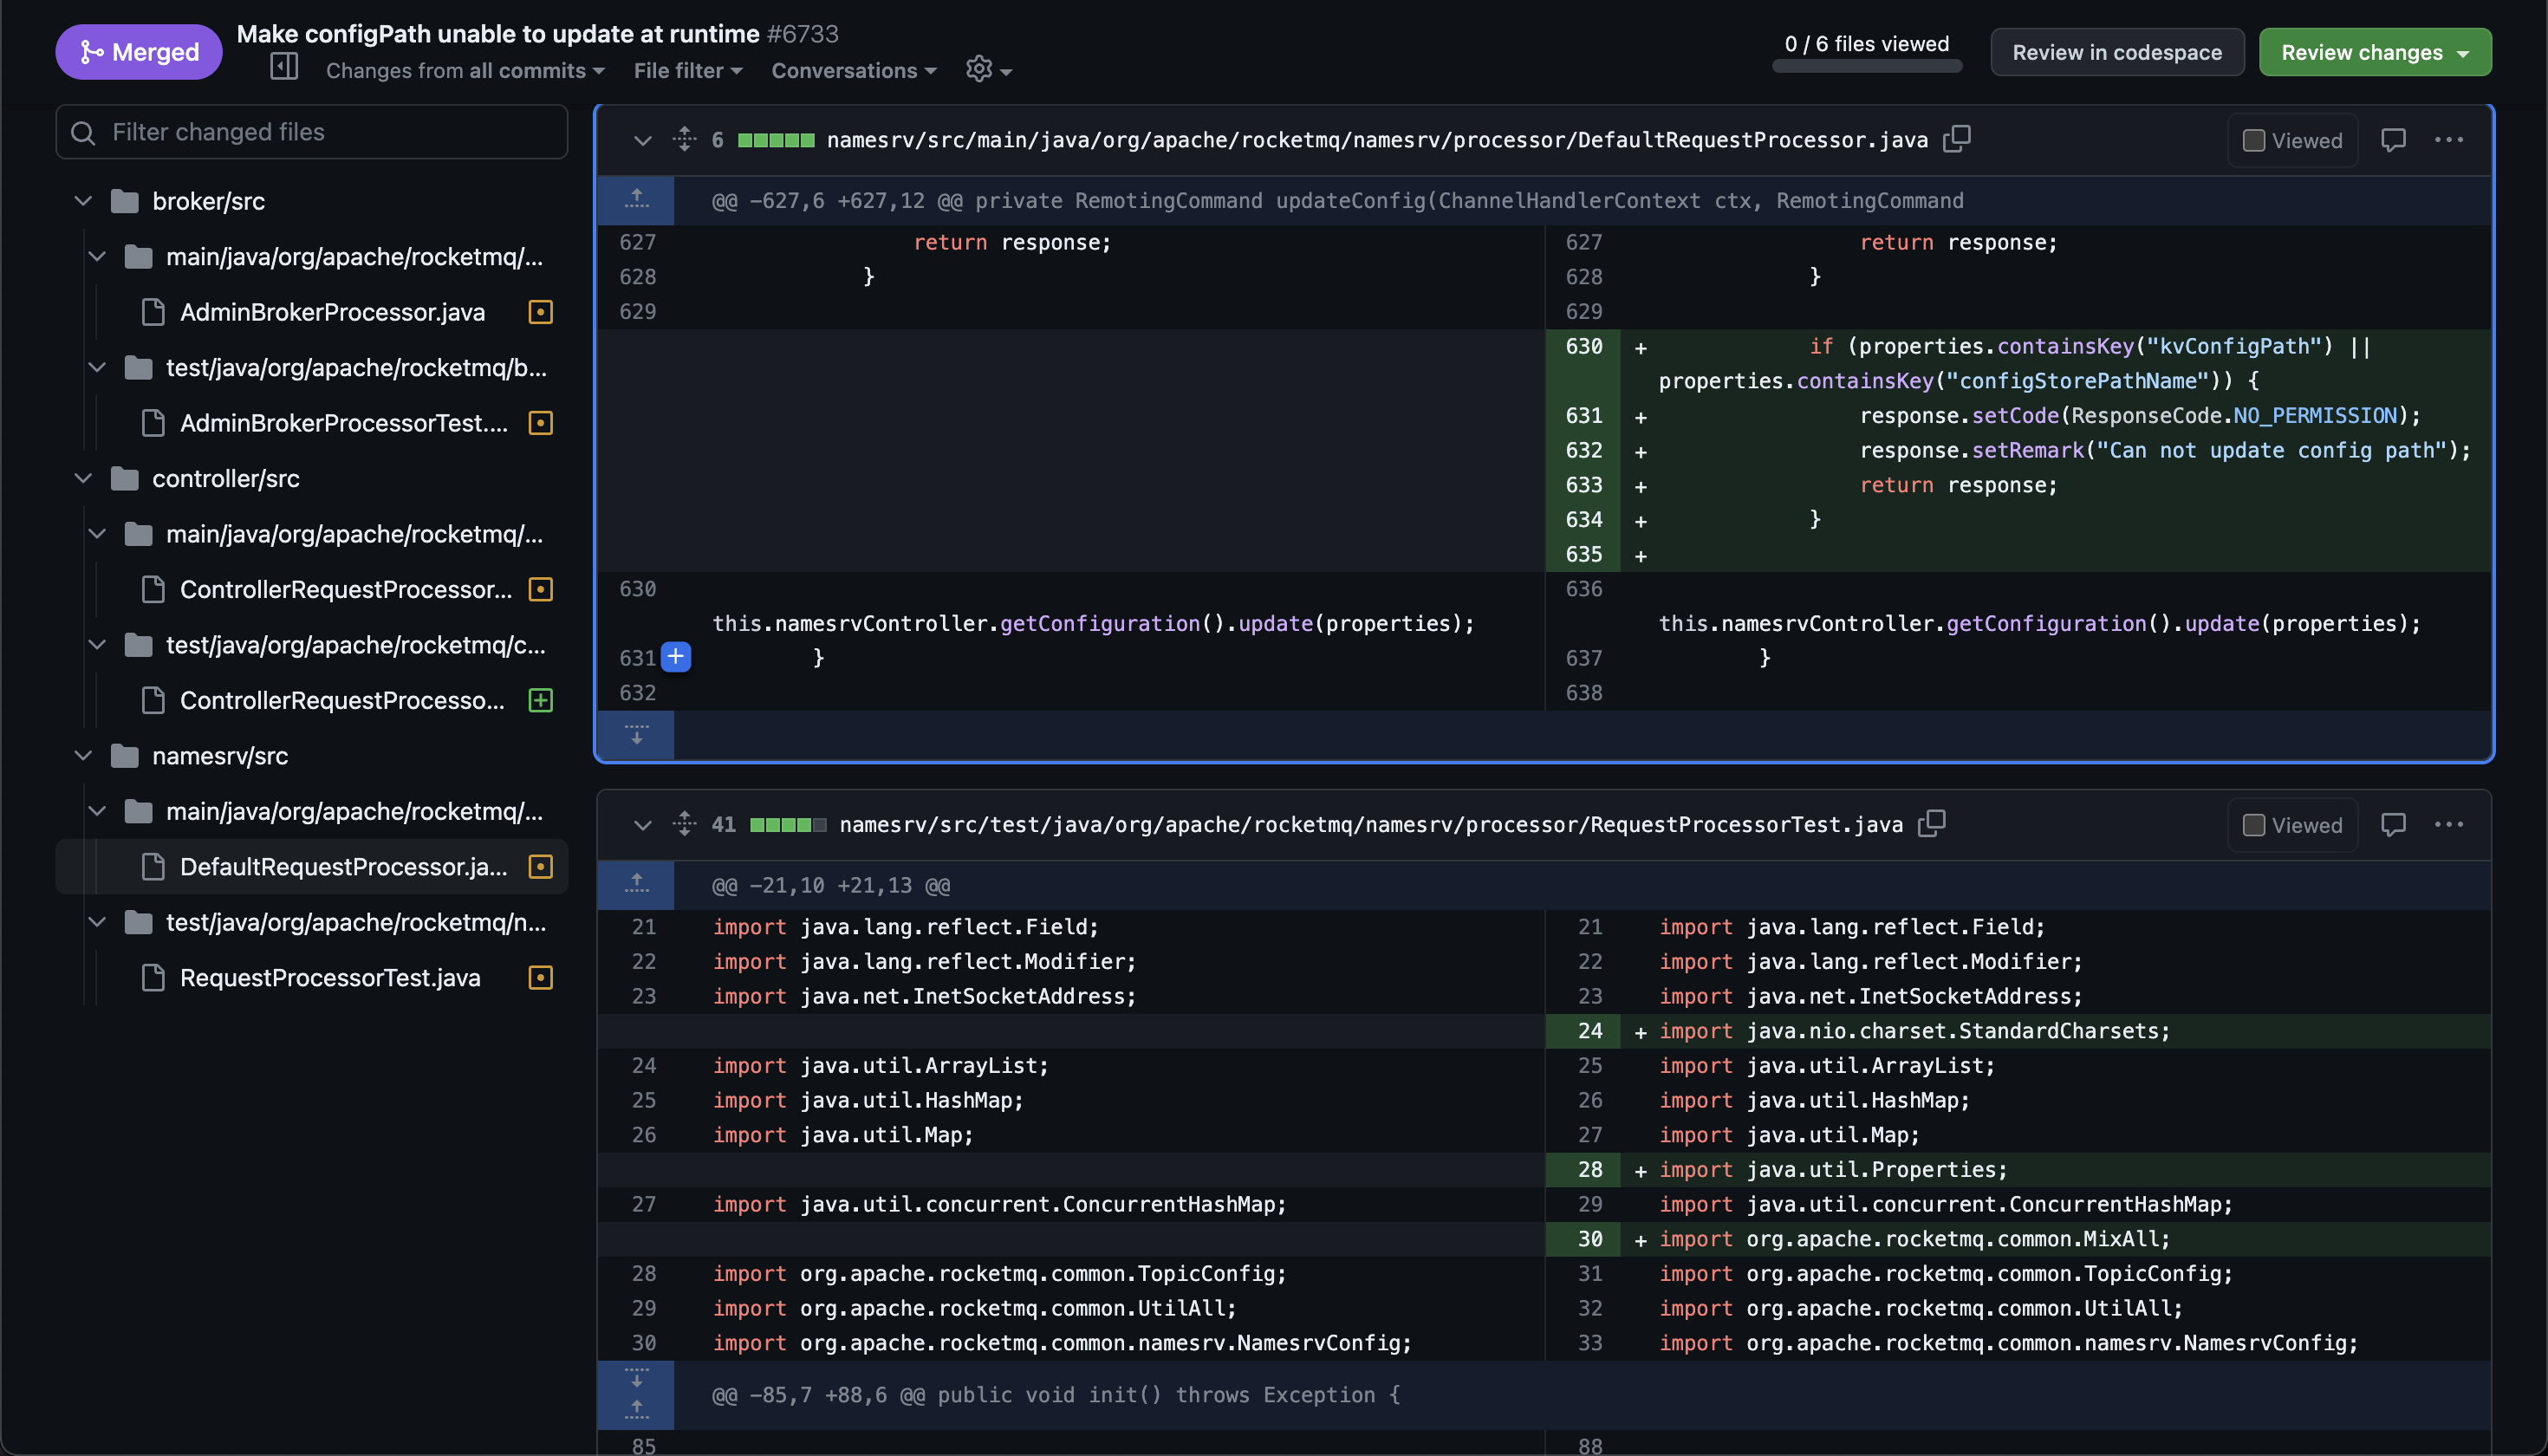 Merged
Make configPath unable to update at runtime #6733
Changes from all commits
File filter
Conversations
0 / 6 files viewed
Review in codespace
Review changes
Filter changed files
broker/src
main/java/org/apache/rocketmq/...
AdminBrokerProcessor.java
test/java/org/apache/rocketmq/b...
AdminBrokerProcessorTest....
controller/src
main/java/org/apache/rocketmq/...
ControllerRequestProcessor...
test/java/org/apache/rocketmq/c...
ControllerRequestProcesso...
namesrv/src
main/java/org/apache/rocketmq/...
DefaultRequestProcessor.ja...
test/java/org/apache/rocketmq/n...
RequestProcessorTest.java
6 namesrv/src/main/java/org/apache/rocketmq/namesrv/processor/DefaultRequestProcessor.java
Viewed
@@ -627,6 +627,12 @@ private RemotingCommand updateConfig(ChannelHandlerContext ctx, RemotingCommand
627 return response; 627 return response;
628 } 628 }
629 629
630 + if (properties.containsKey("kvConfigPath") ||
properties.containsKey("configStorePathName")) {
631 + response.setCode(ResponseCode.NO_PERMISSION);
632 + response.setRemark("Can not update config path");
633 + return response;
634 + }
635 +
630 636
this.namesrvController.getConfiguration().update(properties); this.namesrvController.getConfiguration().update(properties);
631 + } 637 }
632 638
41 namesrv/src/test/java/org/apache/rocketmq/namesrv/processor/RequestProcessorTest.java
Viewed
@@ -21,10 +21,13 @@
21 import java.lang.reflect.Field; 21 import java.lang.reflect.Field;
22 import java.lang.reflect.Modifier; 22 import java.lang.reflect.Modifier;
23 import java.net.InetSocketAddress; 23 import java.net.InetSocketAddress;
24 + import java.nio.charset.StandardCharsets;
24 import java.util.ArrayList; 25 import java.util.ArrayList;
25 import java.util.HashMap; 26 import java.util.HashMap;
26 import java.util.Map; 27 import java.util.Map;
28 + import java.util.Properties;
27 import java.util.concurrent.ConcurrentHashMap; 29 import java.util.concurrent.ConcurrentHashMap;
30 + import org.apache.rocketmq.common.MixAll;
28 import org.apache.rocketmq.common.TopicConfig; 31 import org.apache.rocketmq.common.TopicConfig;
29 import org.apache.rocketmq.common.UtilAll; 32 import org.apache.rocketmq.common.UtilAll;
30 import org.apache.rocketmq.common.namesrv.NamesrvConfig; 33 import org.apache.rocketmq.common.namesrv.NamesrvConfig;
@@ -85,7 +88,6 @@ public void init() throws Exception {
85 88